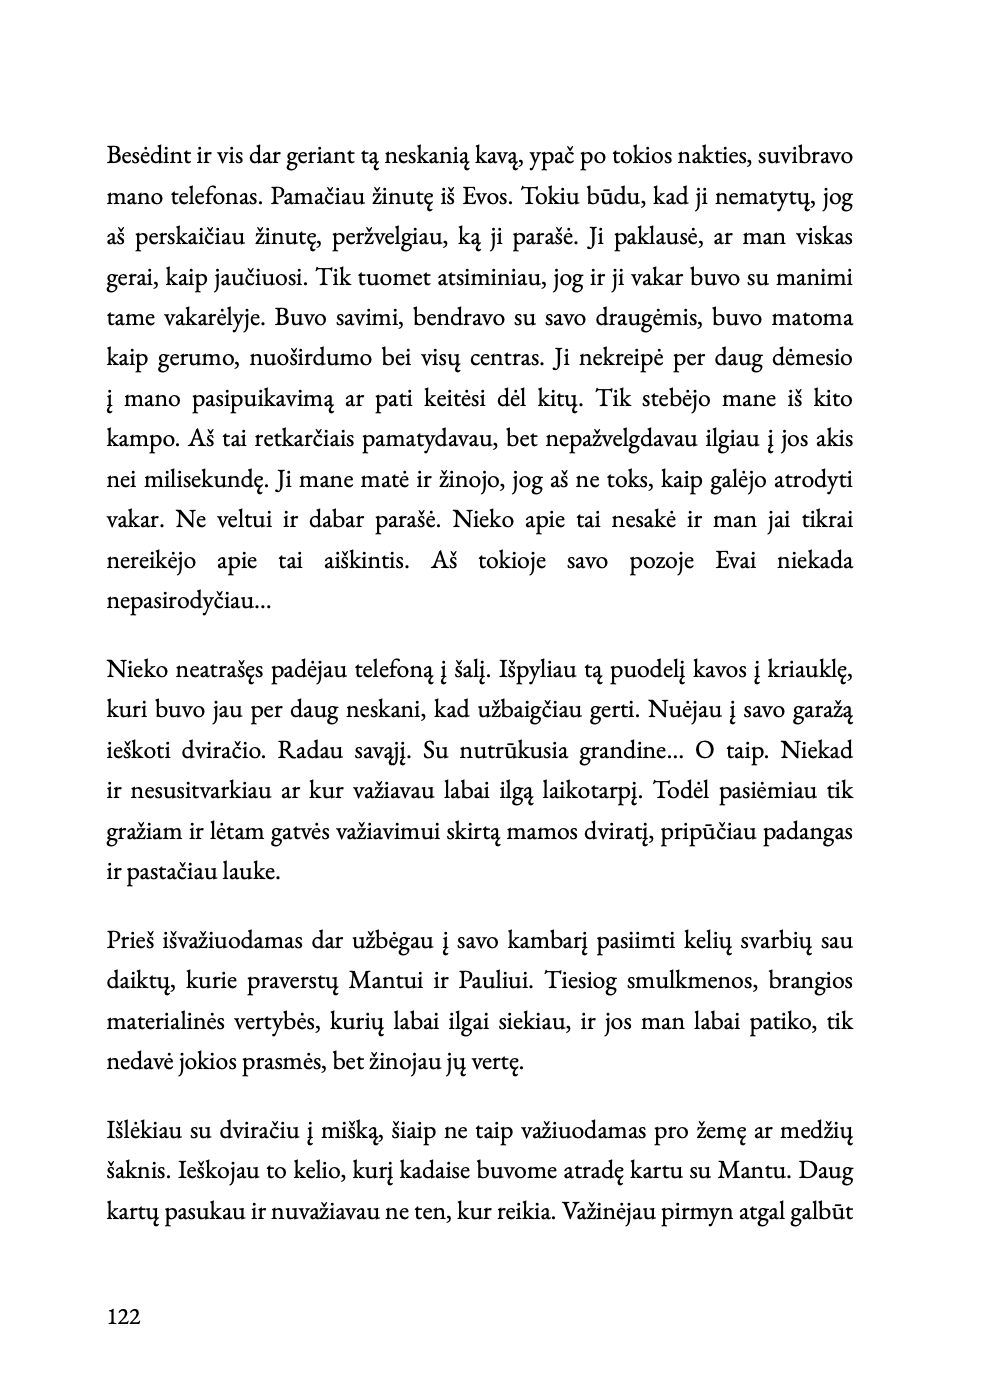 Besėdint ir vis dar geriant tą neskanią kavą, ypač po tokios nakties, suvibravo
mano telefonas. Pamačiau žinutę iš Evos. Tokiu būdu, kad ji nematytų, jog
aš perskaičiau žinutę, peržvelgiau, ką ji parašė. Ji paklausė, ar man viskas
gerai, kaip jaučiuosi. Tik tuomet atsiminiau, jog ir ji vakar buvo su manimi
tame vakarėlyje. Buvo savimi, bendravo su savo draugėmis, buvo matoma
kaip gerumo, nuoširdumo bei visų centras. Ji nekreipė per daug dėmesio
į mano pasipuikavimą ar pati keitėsi dėl kitų. Tik stebėjo mane iš kito
kampo. Aš tai retkarčiais pamatydavau, bet nepažvelgdavau ilgiau į jos akis
nei milisekundę. Ji mane matė ir žinojo, jog aš ne toks, kaip galėjo atrodyti
vakar. Ne veltui ir dabar parašė. Nieko apie tai nesakė ir man jai tikrai
nereikėjo apie tai aiškintis. Aš tokioje savo pozoje Evai niekada
nepasirodyčiau...
Nieko neatrašęs padėjau telefoną į šalį. Išpyliau tą puodelį kavos į kriauklę,
kuri buvo jau per daug neskani, kad užbaigčiau gerti. Nuėjau į savo garažą
ieškoti dviračio. Radau savąjį. Su nutrūkusia grandine... O taip. Niekad
ir nesusitvarkiau ar kur važiavau labai ilgą laikotarpį. Todėl pasiėmiau tik
gražiam ir lėtam gatvės važiavimui skirtą mamos dviratį, pripūčiau padangas
ir pastačiau lauke.
Prieš išvažiuodamas dar užbėgau į savo kambarį pasiimti kelių svarbių sau
daiktų, kurie praverstų Mantui ir Pauliui. Tiesiog smulkmenos, brangios
materialinės vertybės, kurių labai ilgai siekiau, ir jos man labai patiko, tik
nedavė jokios prasmės, bet žinojau jų vertę.
Išlėkiau su dviračiu į mišką, šiaip ne taip važiuodamas pro žemę ar medžių
šaknis. Ieškojau to kelio, kurį kadaise buvome atradę kartu su Mantu. Daug
kartų pasukau ir nuvažiavau ne ten, kur reikia. Važinėjau pirmyn atgal galbūt
122